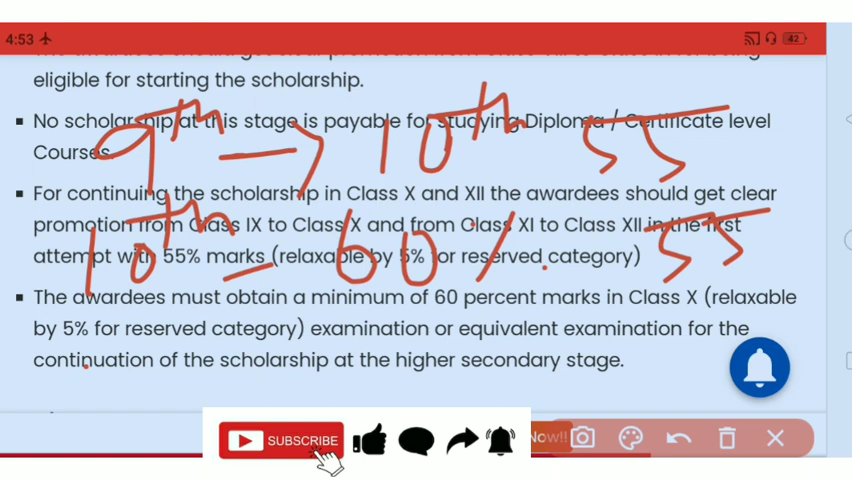 4:53
42
eligible for starting the scholarship.
▪ No scholarship at this stage is payable for studying Diploma / Certificate level
Courses.
9th → 10th 55
▪ For continuing the scholarship in Class X and XII the awardees should get clear
promotion from Class IX to Class X and from Class XI to Class XII in the first
attempt with 55% marks (relaxable by 5% for reserved category)
10th - 60% 55
▪ The awardees must obtain a minimum of 60 percent marks in Class X (relaxable
by 5% for reserved category) examination or equivalent examination for the
continuation of the scholarship at the higher secondary stage.
SUBSCRIBE
Now!!